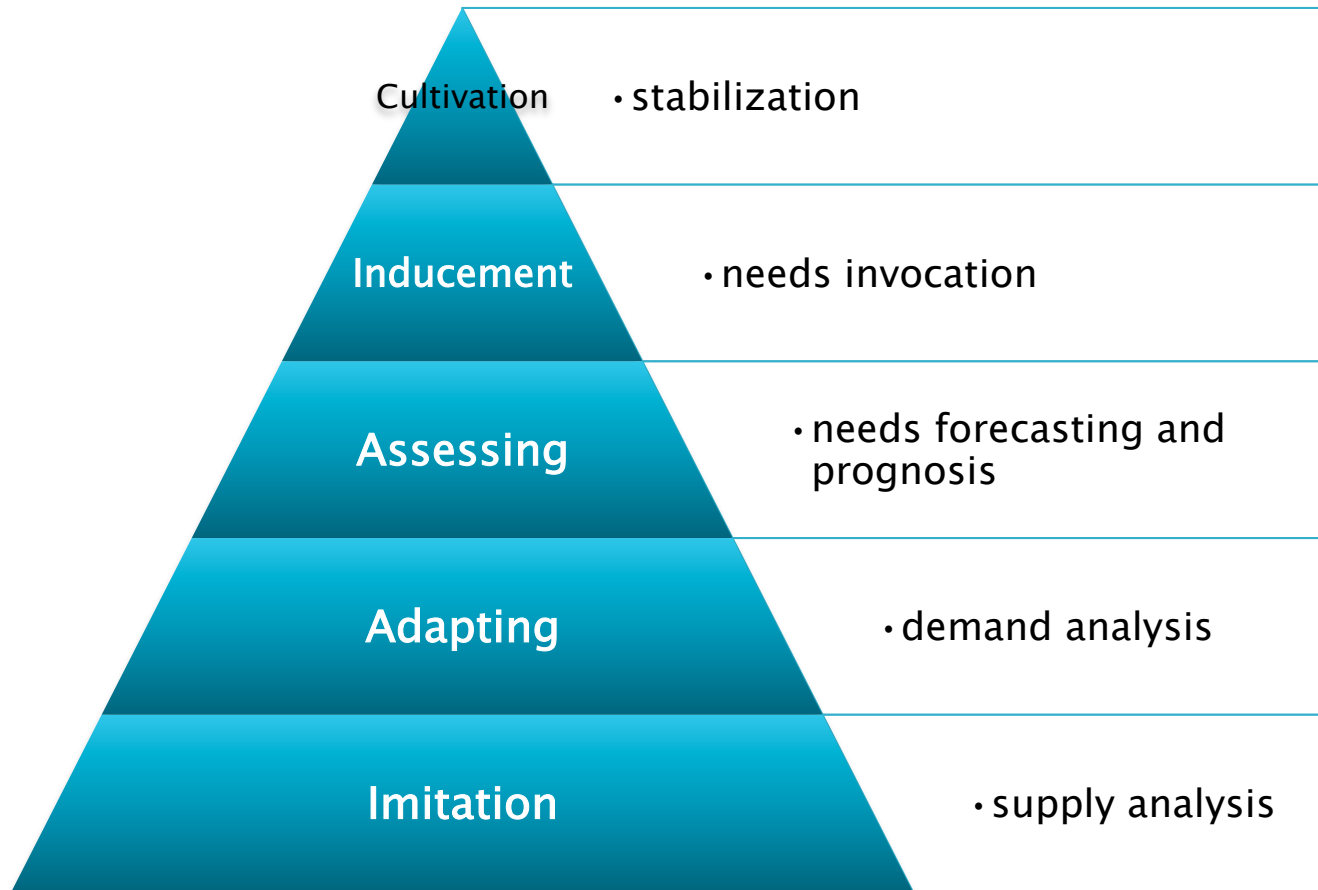 Cultivation
• stabilization
Inducement
• needs invocation
Assessing
• needs forecasting and
prognosis
Adapting
• demand analysis
Imitation
• supply analysis